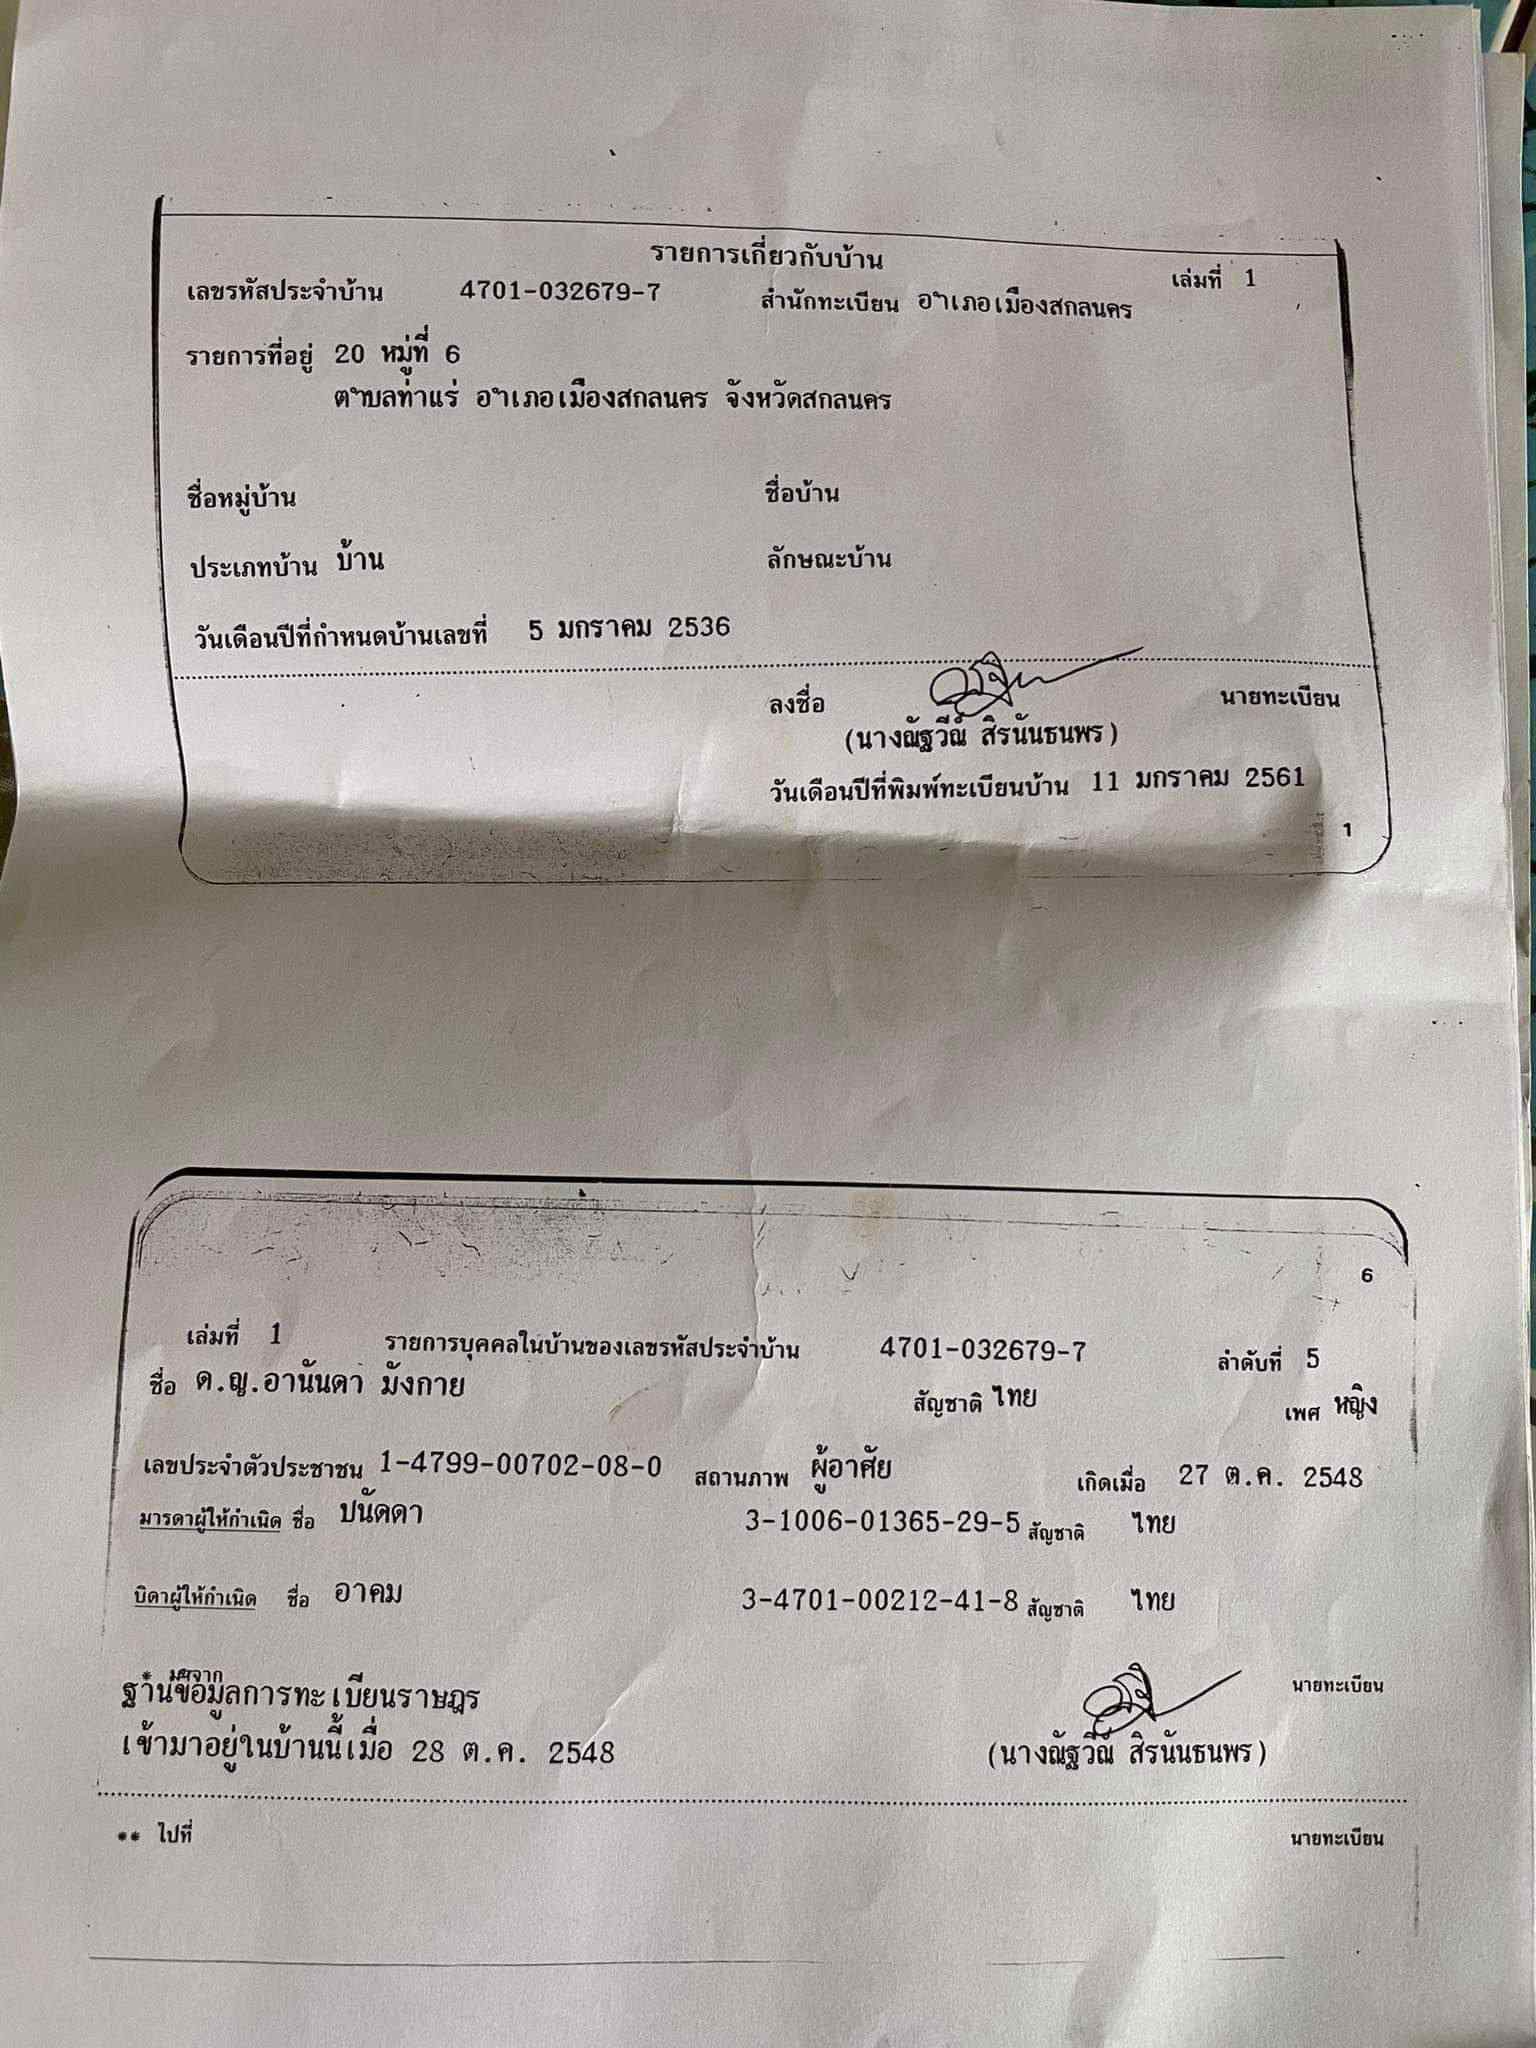 รายการเกี่ยวกับบ้าน
เล่มที่ 1
เลขรหัสประจำบ้าน 4701-032679-7 สำนักทะเบียน อำเภอเมืองสกลนคร
รายการที่อยู่ 20 หมู่ที่ 6
ตำบลท่าแร่ อำเภอเมืองสกลนคร จังหวัดสกลนคร
ชื่อหมู่บ้าน ชื่อบ้าน
ประเภทบ้าน บ้าน ลักษณะบ้าน
วันเดือนปีที่กำหนดบ้านเลขที่ 5 มกราคม 2536
ลงชื่อ นายทะเบียน
(นางณัฐวีณ์ สิรนันธนพร)
วันเดือนปีที่พิมพ์ทะเบียนบ้าน 11 มกราคม 2561
1
6
เล่มที่ 1 รายการบุคคลในบ้านของเลขรหัสประจำบ้าน 4701-032679-7 ลำดับที่ 5
ชื่อ ด.ญ.อานันดา มังกาย สัญชาติ ไทย เพศ หญิง
เลขประจำตัวประชาชน 1-4799-00702-08-0 สถานภาพ ผู้อาศัย เกิดเมื่อ 27 ต.ค. 2548
มารดาผู้ให้กำเนิด ชื่อ ปนัดดา 3-1006-01365-29-5 สัญชาติ ไทย
บิดาผู้ให้กำเนิด ชื่อ อาคม 3-4701-00212-41-8 สัญชาติ ไทย
* มาจาก
ฐานข้อมูลการทะเบียนราษฎร นายทะเบียน
เข้ามาอยู่ในบ้านนี้เมื่อ 28 ต.ค. 2548 (นางณัฐวีณ์ สิรนันธนพร)
** ไปที่ นายทะเบียน